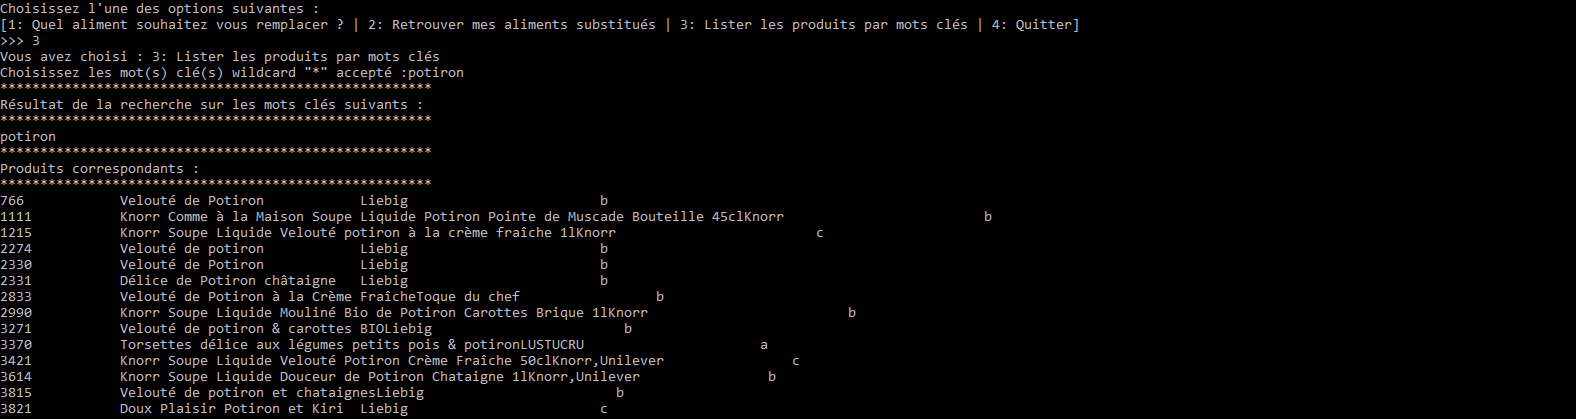 Choisissez l'une des options suivantes :
[1: Quel aliment souhaitez vous remplacer ? | 2: Retrouver mes aliments substitués | 3: Lister les produits par mots clés | 4: Quitter]
>>> 3
Vous avez choisi : 3: Lister les produits par mots clés
Choisissez les mot(s) clé(s) wildcard "*" accepté :potiron
******************************************************
Résultat de la recherche sur les mots clés suivants :
******************************************************
potiron
******************************************************
Produits correspondants :
******************************************************
766            Velouté de Potiron            Liebig                        b
1111           Knorr Comme à la Maison Soupe Liquide Potiron Pointe de Muscade Bouteille 45clKnorr                         b
1215           Knorr Soupe Liquide Velouté potiron à la crème fraîche 1lKnorr                         c
2274           Velouté de potiron            Liebig                        b
2330           Velouté de Potiron            Liebig                        b
2331           Délice de Potiron châtaigne   Liebig                        b
2833           Velouté de Potiron à la Crème FraîcheToque du chef                 b
2990           Knorr Soupe Liquide Mouliné Bio de Potiron Carottes Brique 1lKnorr                         b
3271           Velouté de potiron & carottes BIOLiebig                        b
3370           Torsettes délice aux légumes petits pois & potironLUSTUCRU                      a
3421           Knorr Soupe Liquide Velouté Potiron Crème Fraîche 50clKnorr,Unilever                c
3614           Knorr Soupe Liquide Douceur de Potiron Chataigne 1lKnorr,Unilever                b
3815           Velouté de potiron et chataignesLiebig                        b
3821           Doux Plaisir Potiron et Kiri  Liebig                        c